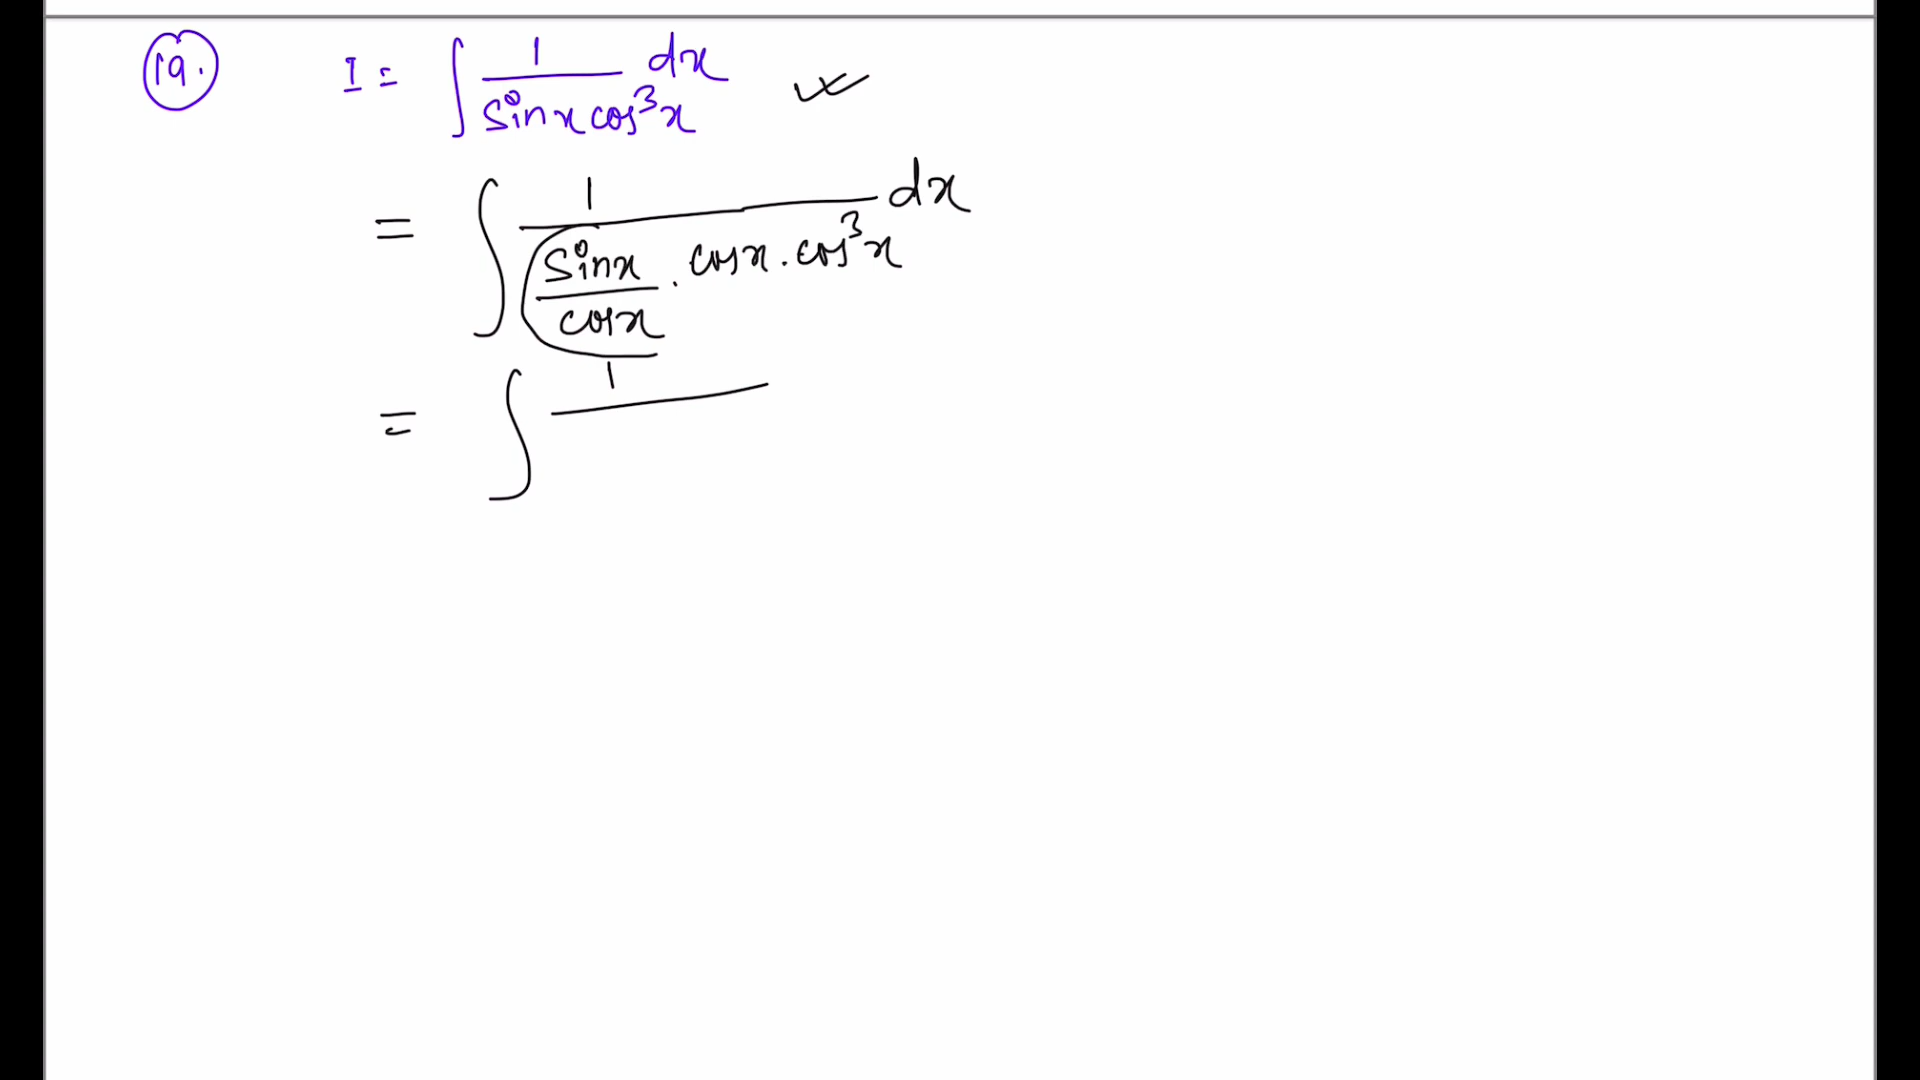 19. I = ∫ 1/(sinx cos³x) dx
= ∫ 1/((sinx/cosx) . cosx . cos³x) dx
= ∫ 1/